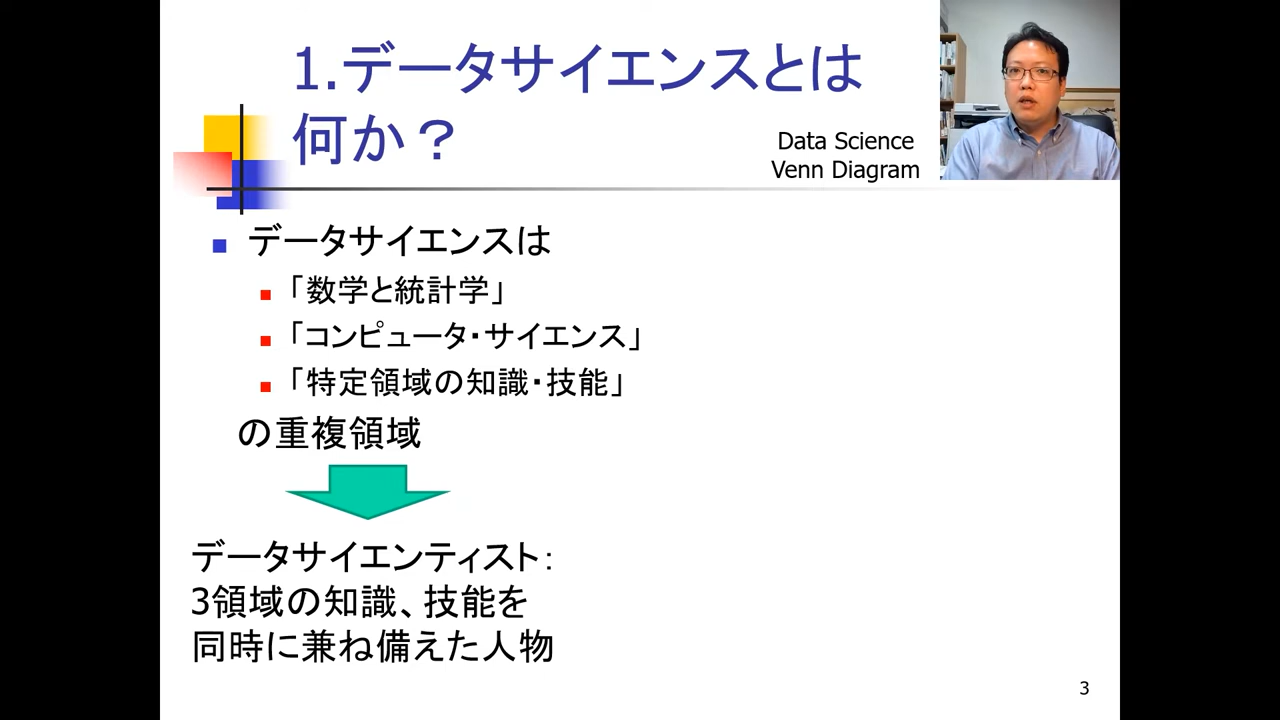 1.データサイエンスとは
何か？
Data Science
Venn Diagram
データサイエンスは
「数学と統計学」
「コンピュータ・サイエンス」
「特定領域の知識・技能」
の重複領域
データサイエンティスト：
3領域の知識、技能を
同時に兼ね備えた人物
3